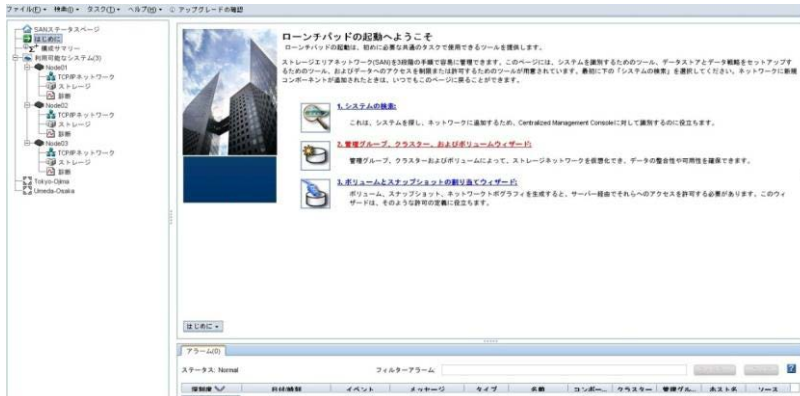 ファイル(F) 検索(I) タスク(T) ヘルプ(H) アップグレードの確認
SANステータスページ
はじめに
構成サマリー
利用可能なシステム(3)
Node01
TCP/IPネットワーク
ストレージ
診断
Node02
TCP/IPネットワーク
ストレージ
診断
Node03
TCP/IPネットワーク
ストレージ
診断
Tokyo-Ojima
Umeda-Osaka
ローンチパッドの起動へようこそ
ローンチパッドの起動は、初めに必要な共通のタスクで使用できるツールを提供します。
ストレージエリアネットワーク(SAN)を3段階の手順で容易に管理できます。このページには、システムを識別するためのツール、データストアとデータ戦略をセットアップす
るためのツール、およびデータへのアクセスを制限または許可するためのツールが用意されています。最初に下の「システムの検索」を選択してください。ネットワークに新規
コンポーネントが追加されたときは、いつでもこのページに戻ることができます。
1. システムの検索:
これは、システムを探し、ネットワークに追加するため、Centralized Management Consoleに対して識別するのに役立ちます。
2. 管理グループ、クラスター、およびボリュームウィザード:
管理グループ、クラスターおよびボリュームによって、ストレージネットワークを仮想化でき、データの整合性や可用性を確保できます。
3. ボリュームとスナップショットの割り当てウィザード:
ボリューム、スナップショット、ネットワークトポグラフィを生成すると、サーバー経由でそれらへのアクセスを許可する必要があります。このウィ
ザードは、そのような許可の定義に役立ちます。
はじめに
アラーム(0)
ステータス: Normal フィルターアラーム:
深刻度 日付/時刻 イベント メッセージ タイプ 名前 コンポー... クラスター 管理グル... ホスト名 ソース